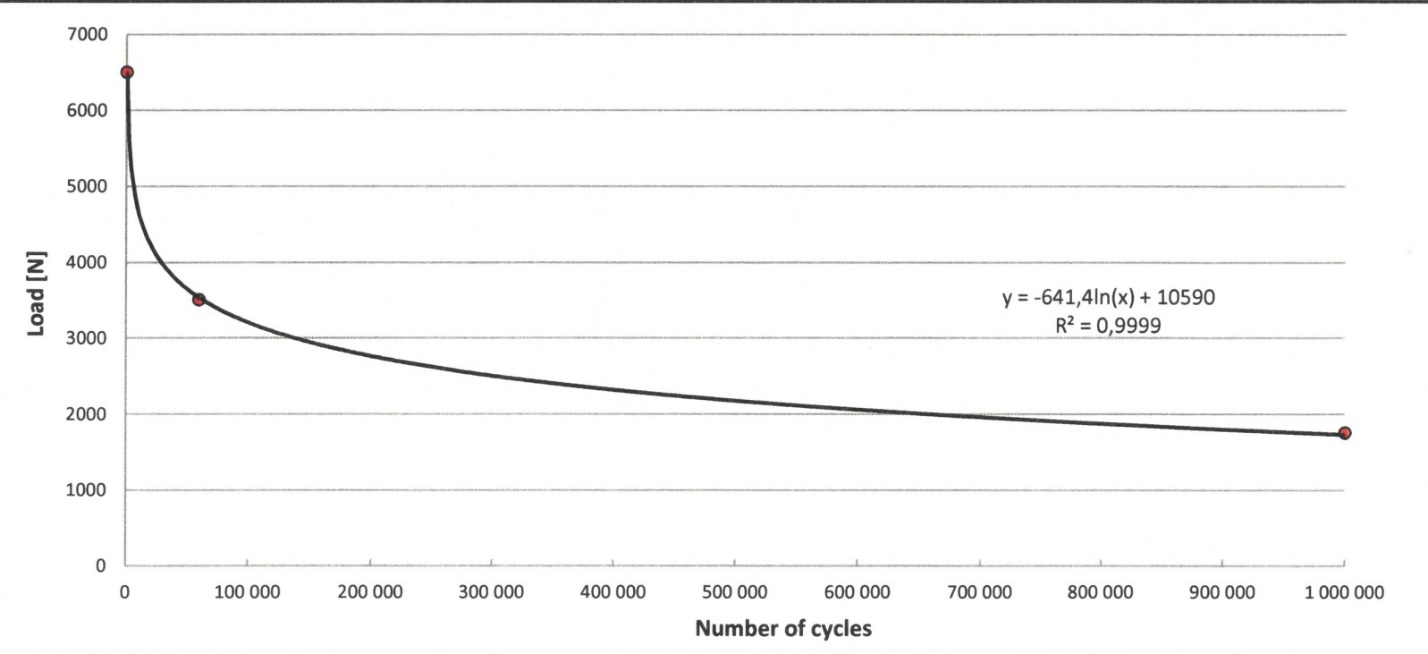 7000
6000
5000
4000
3000
2000
1000
0
Load [N]
y = -641,4ln(x) + 10590
R² = 0,9999
0 100 000 200 000 300 000 400 000 500 000 600 000 700 000 800 000 900 000 1 000 000
Number of cycles